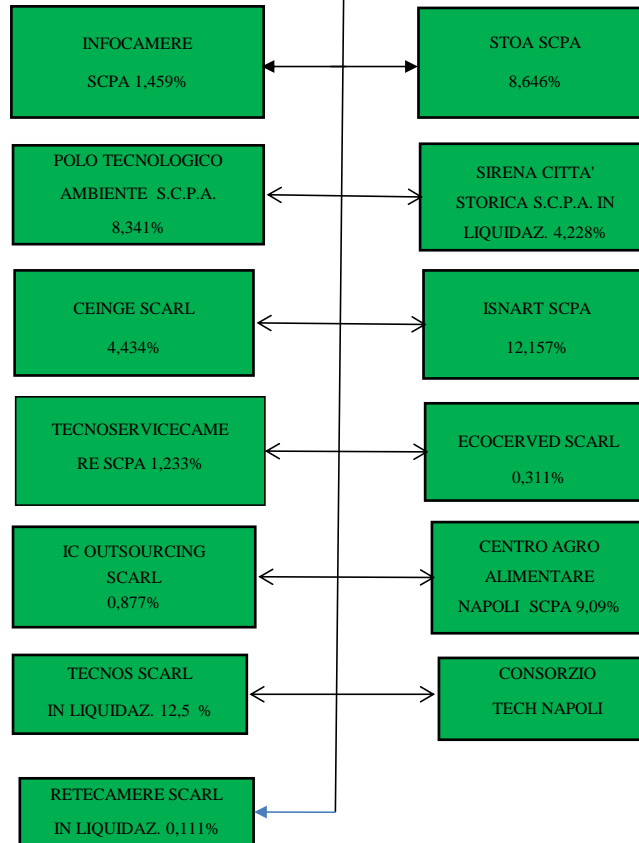 INFOCAMERE
SCPA 1,459%
STOA SCPA
8,646%
POLO TECNOLOGICO
AMBIENTE S.C.P.A.
8,341%
SIRENA CITTA'
STORICA S.C.P.A. IN
LIQUIDAZ. 4,228%
CEINGE SCARL
4,434%
ISNART SCPA
12,157%
TECNOSERVICECAME
RE SCPA 1,233%
ECOCERVED SCARL
0,311%
IC OUTSOURCING
SCARL
0,877%
CENTRO AGRO
ALIMENTARE
NAPOLI SCPA 9,09%
TECNOS SCARL
IN LIQUIDAZ. 12,5 %
CONSORZIO
TECH NAPOLI
RETECAMERE SCARL
IN LIQUIDAZ. 0,111%